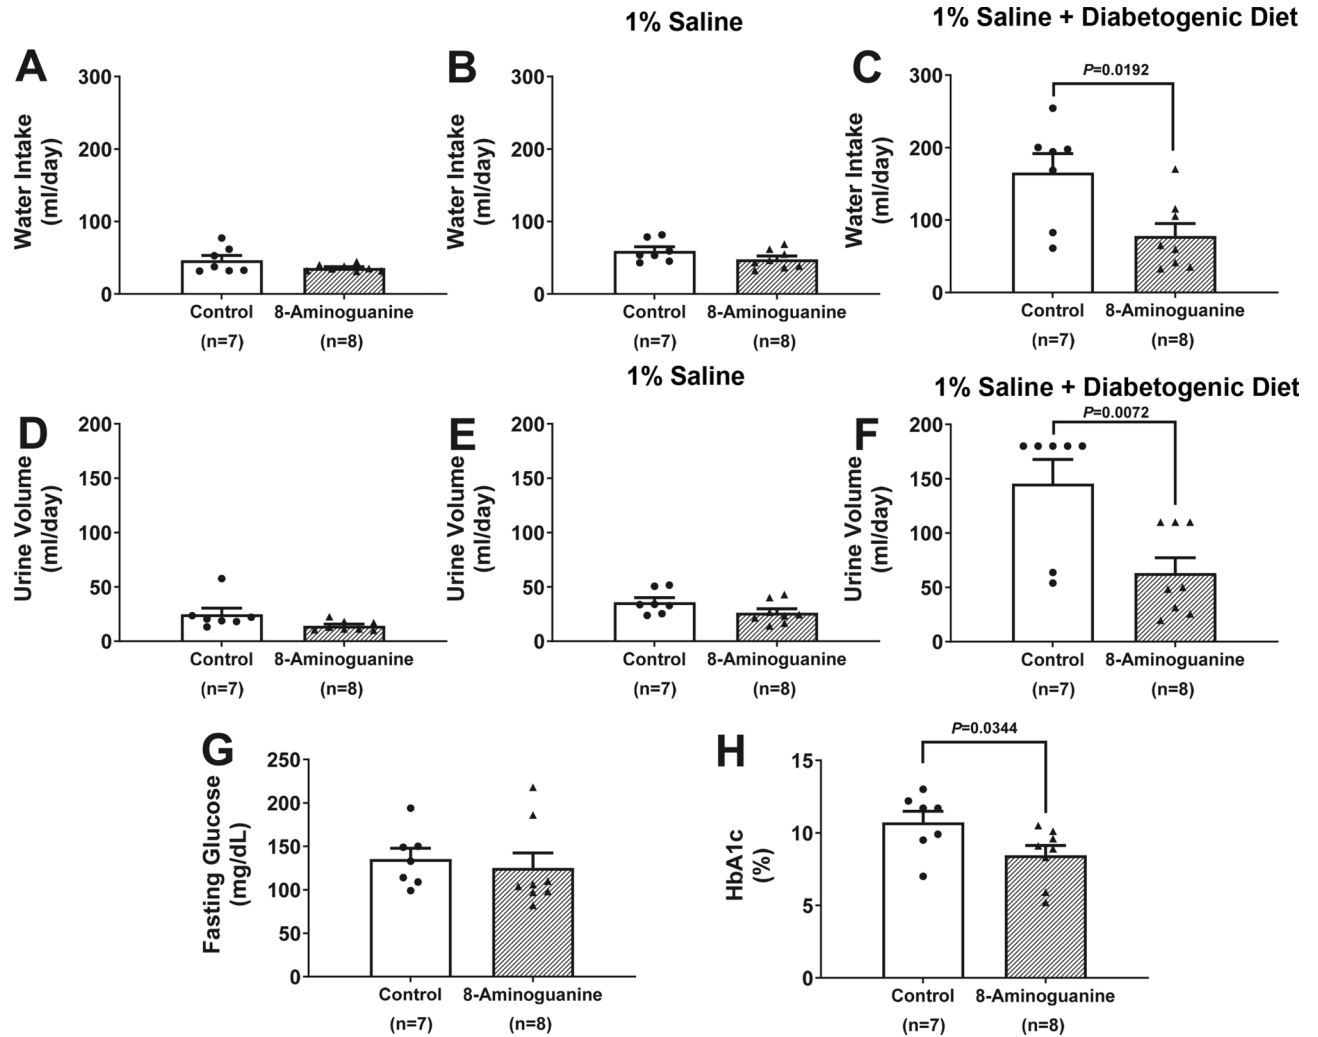 1% Saline
1% Saline + Diabetogenic Diet
A
Water Intake
(ml/day)
300
200
100
0
Control
8-Aminoguanine
(n=7)
(n=8)
B
Water Intake
(ml/day)
300
200
100
0
Control
8-Aminoguanine
(n=7)
(n=8)
C
P=0.0192
Water Intake
(ml/day)
300
200
100
0
Control
8-Aminoguanine
(n=7)
(n=8)
1% Saline
1% Saline + Diabetogenic Diet
D
Urine Volume
(ml/day)
200
150
100
50
0
Control
8-Aminoguanine
(n=7)
(n=8)
E
Urine Volume
(ml/day)
200
150
100
50
0
Control
8-Aminoguanine
(n=7)
(n=8)
F
P=0.0072
Urine Volume
(ml/day)
200
150
100
50
0
Control
8-Aminoguanine
(n=7)
(n=8)
G
Fasting Glucose
(mg/dL)
250
200
150
100
50
0
Control
8-Aminoguanine
(n=7)
(n=8)
H
P=0.0344
HbA1c
(%)
15
10
5
0
Control
8-Aminoguanine
(n=7)
(n=8)